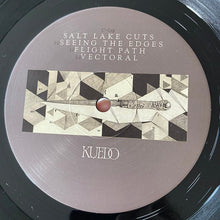 SALT LAKE CUTS
SEEING THE EDGES
FLIGHT PATH
VECTORAL
KUEDO